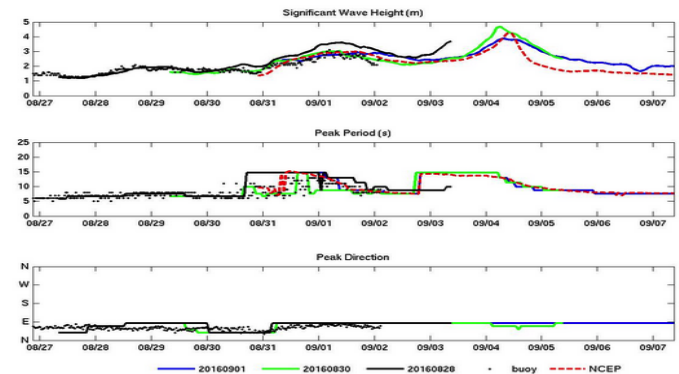 Significant Wave Height (m)
5
4
3
2
1
0
08/27 08/28 08/29 08/30 08/31 09/01 09/02 09/03 09/04 09/05 09/06 09/07
Peak Period (s)
25
20
15
10
5
0
08/27 08/28 08/29 08/30 08/31 09/01 09/02 09/03 09/04 09/05 09/06 09/07
Peak Direction
N
W
S
E
N
08/27 08/28 08/29 08/30 08/31 09/01 09/02 09/03 09/04 09/05 09/06 09/07
20160901 20160830 20160828 buoy NCEP